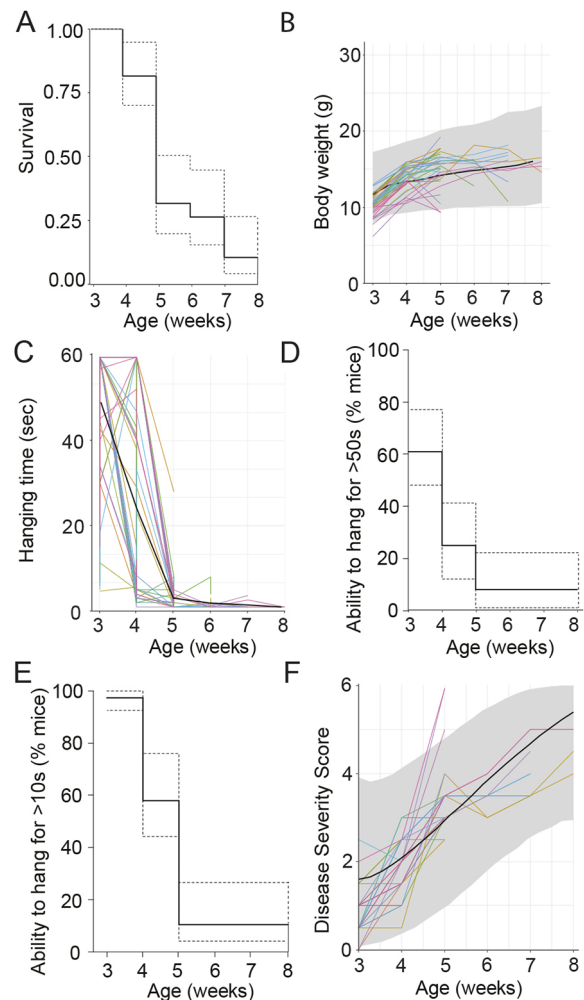 A
Survival
1.00
0.75
0.50
0.25
0.00
3 4 5 6 7 8
Age (weeks)
B
Body weight (g)
30
20
10
0
3 4 5 6 7 8
Age (weeks)
C
Hanging time (sec)
60
40
20
0
3 4 5 6 7 8
Age (weeks)
D
Ability to hang for >50s (% mice)
100
80
60
40
20
0
3 4 5 6 7 8
Age (weeks)
E
Ability to hang for >10s (% mice)
100
80
60
40
20
0
3 4 5 6 7 8
Age (weeks)
F
Disease Severity Score
6
4
2
0
3 4 5 6 7 8
Age (weeks)